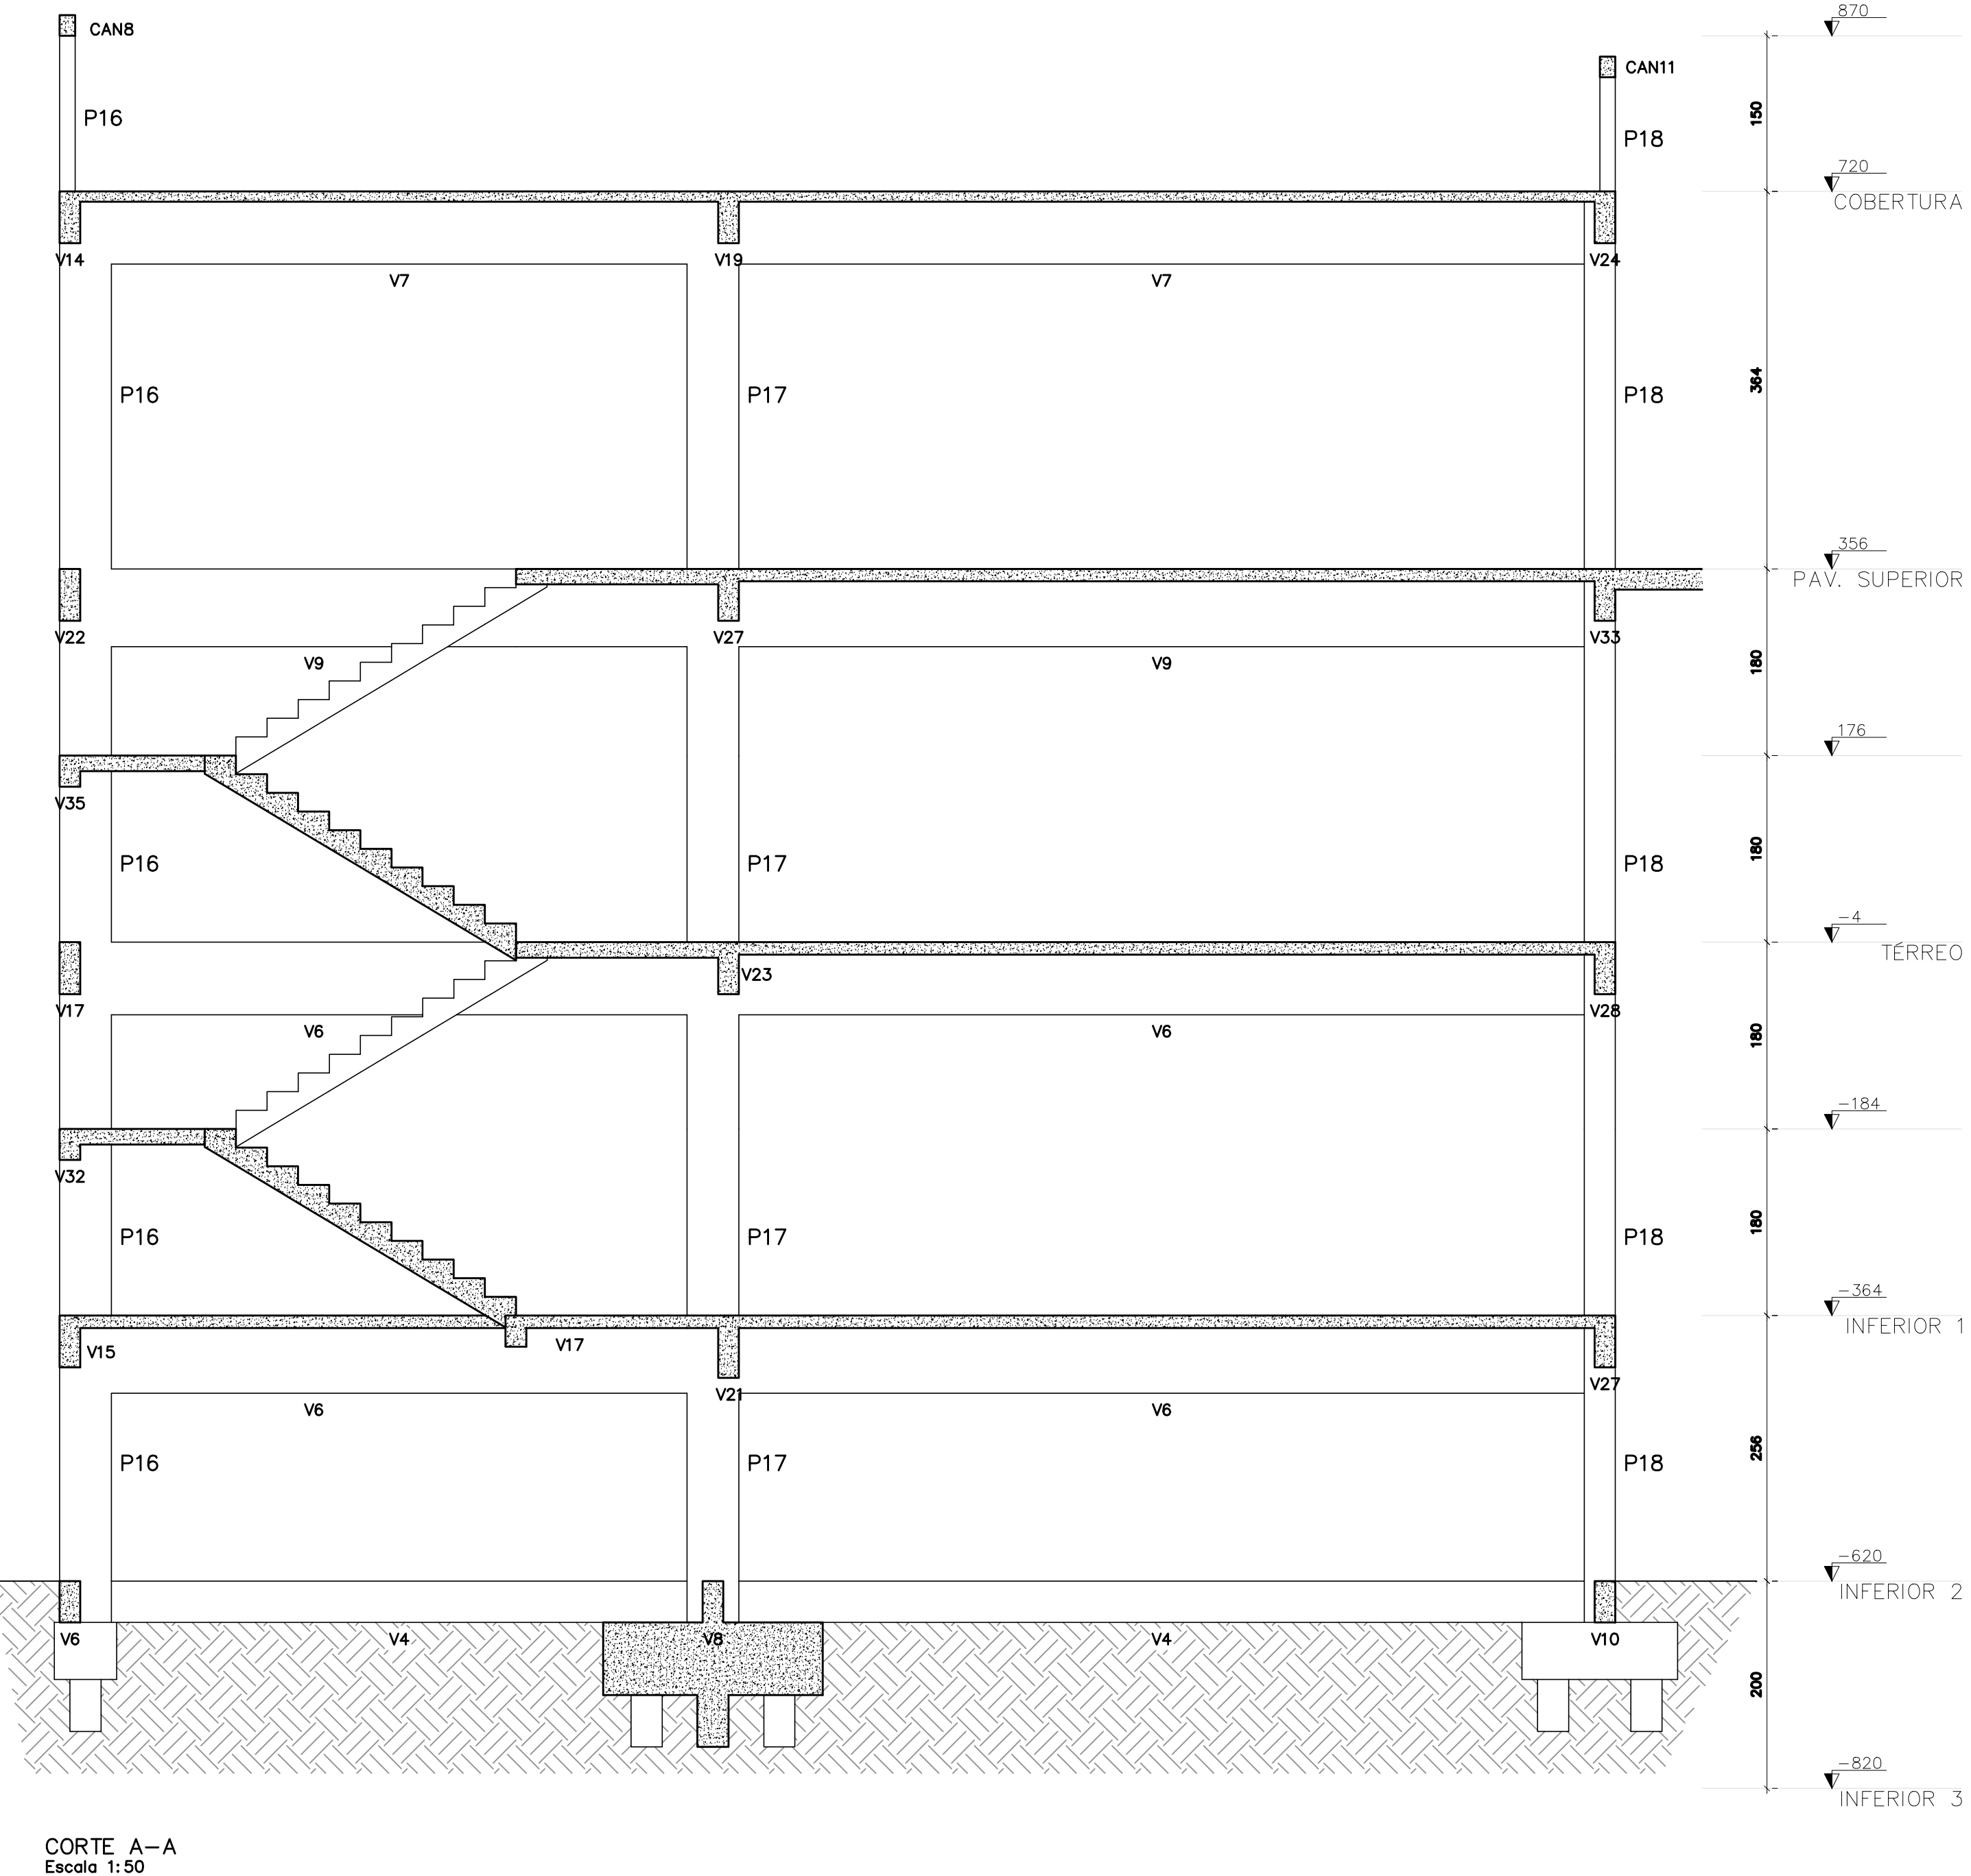 870
CAN8
CAN11
150
P16
P18
720
COBERTURA
V14
V19
V24
V7
V7
364
P16
P17
P18
356
PAV. SUPERIOR
V22
V27
V33
V9
V9
180
176
V35
180
P16
P17
P18
-4
TÉRREO
V23
V17
V28
V6
V6
180
-184
V32
180
P16
P17
P18
-364
INFERIOR 1
V15
V17
V21
V27
V6
V6
256
P16
P17
P18
-620
INFERIOR 2
V6
V4
V8
V4
V10
200
-820
INFERIOR 3
CORTE A-A
Escala 1:50